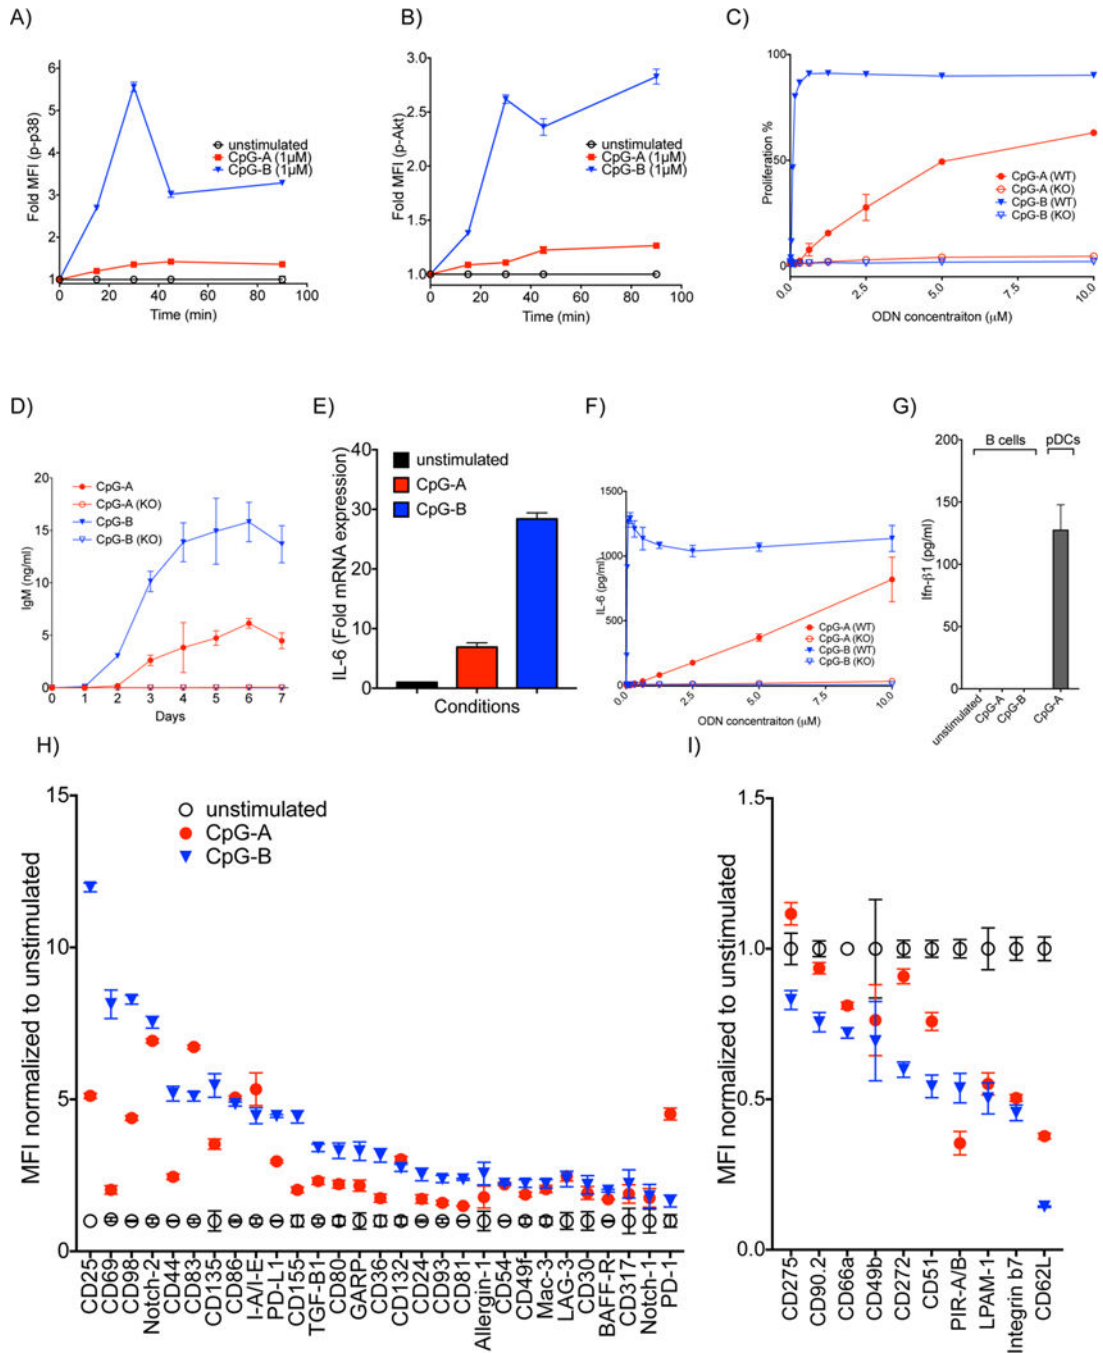 A)
Fold MFI (p-p38)
6
5
4
3
2
1
unstimulated
CpG-A (1µM)
CpG-B (1µM)
0 20 40 60 80 100
Time (min)
B)
Fold MFI (p-Akt)
3.0
2.5
2.0
1.5
1.0
unstimulated
CpG-A (1µM)
CpG-B (1µM)
0 20 40 60 80 100
Time (min)
C)
Proliferation %
100
50
1
CpG-A (WT)
CpG-A (KO)
CpG-B (WT)
CpG-B (KO)
0.0 2.5 5.0 7.5 10.0
ODN concentraiton (µM)
D)
IgM (ng/ml)
20
15
10
5
0
CpG-A
CpG-A (KO)
CpG-B
CpG-B (KO)
0 1 2 3 4 5 6 7
Days
E)
IL-6 (Fold mRNA expression)
40
30
20
10
0
unstimulated
CpG-A
CpG-B
Conditions
F)
IL-6 (pg/ml)
1500
1000
500
0
CpG-A (WT)
CpG-A (KO)
CpG-B (WT)
CpG-B (KO)
0.0 2.5 5.0 7.5 10.0
ODN concentraiton (µM)
G)
Ifn-β1 (pg/ml)
200
150
100
50
0
B cells pDCs
unstimulated CpG-A CpG-B CpG-A
H)
MFI normalized to unstimulated
15
10
5
0
unstimulated
CpG-A
CpG-B
CD25 CD69 CD98 Notch-2 CD44 CD83 CD135 CD86 I-A/I-E PD-L1 CD155 TGF-B1 CD80 GARP CD36 CD132 CD24 CD93 CD81 Allergin-1 CD54 CD49f Mac-3 LAG-3 CD30 BAFF-R CD317 Notch-1 PD-1
I)
MFI normalized to unstimulated
1.5
1.0
0.5
0.0
CD275 CD90.2 CD66a CD49b CD272 CD51 PIR-A/B LPAM-1 Integrin b7 CD62L